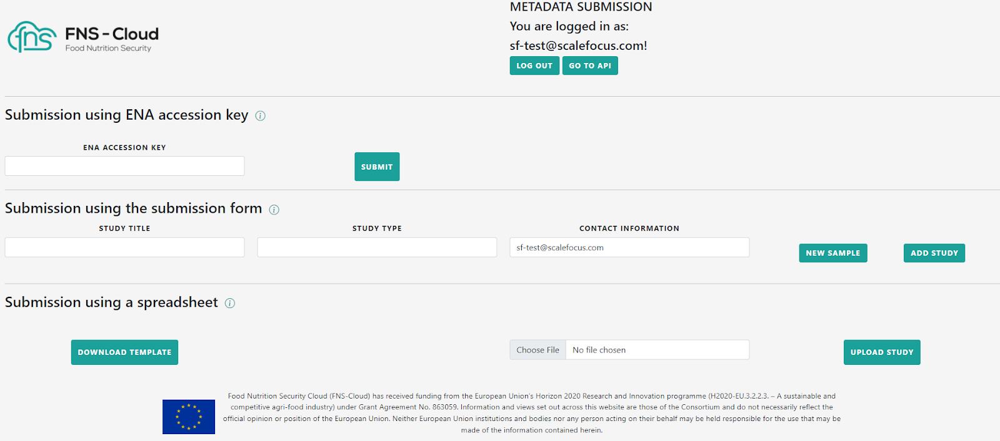 fns FNS – Cloud
Food Nutrition Security
METADATA SUBMISSION
You are logged in as:
sf-test@scalefocus.com!
LOG OUT GO TO API
Submission using ENA accession key i
ENA ACCESSION KEY
SUBMIT
Submission using the submission form i
STUDY TITLE STUDY TYPE CONTACT INFORMATION
sf-test@scalefocus.com NEW SAMPLE ADD STUDY
Submission using a spreadsheet i
DOWNLOAD TEMPLATE Choose File No file chosen UPLOAD STUDY
Food Nutrition Security Cloud (FNS-Cloud) has received funding from the European Union's Horizon 2020 Research and Innovation programme (H2020-EU.3.2.2.3. – A sustainable and
competitive agri-food industry) under Grant Agreement No. 863059. Information and views set out across this website are those of the Consortium and do not necessarily reflect the
official opinion or position of the European Union. Neither European Union institutions and bodies nor any person acting on their behalf may be held responsible for the use that may be
made of the information contained herein.